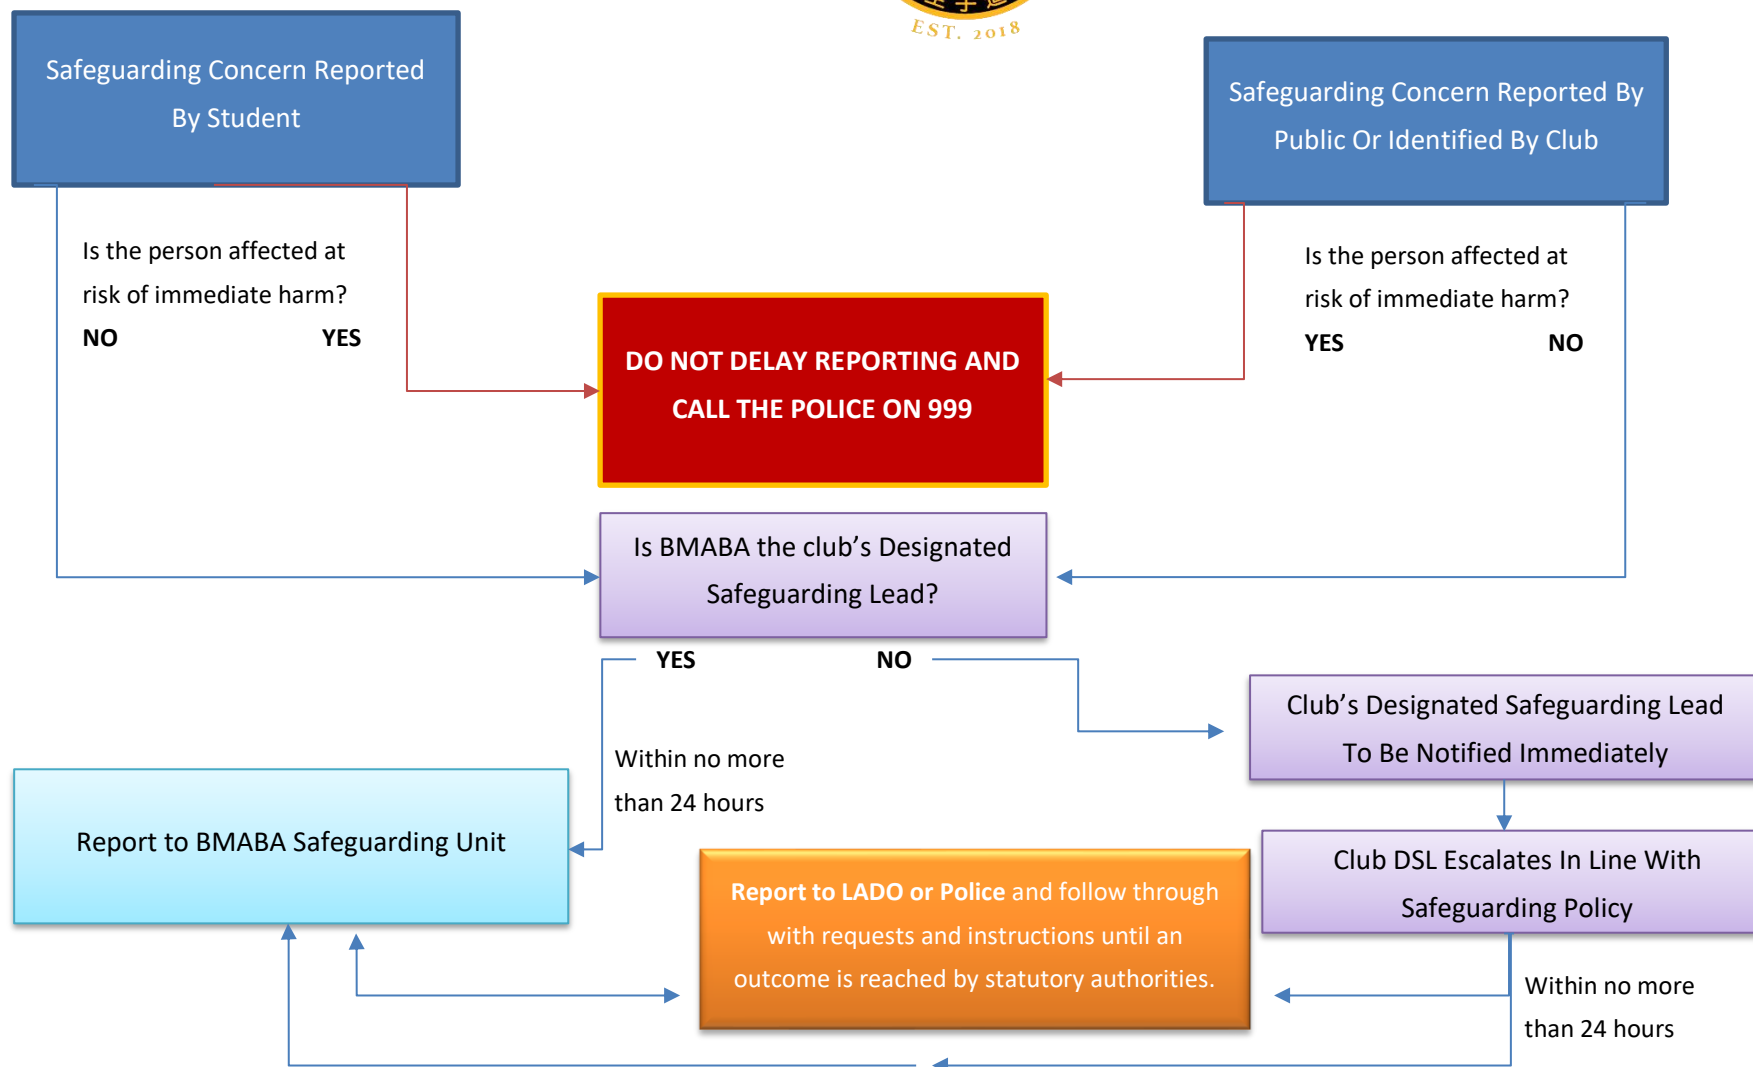 空手道
EST. 2018
Safeguarding Concern Reported
By Student
Safeguarding Concern Reported By
Public Or Identified By Club
Is the person affected at
risk of immediate harm?
NO YES
Is the person affected at
risk of immediate harm?
YES NO
DO NOT DELAY REPORTING AND
CALL THE POLICE ON 999
Is BMABA the club’s Designated
Safeguarding Lead?
YES NO
Within no more
than 24 hours
Club’s Designated Safeguarding Lead
To Be Notified Immediately
Report to BMABA Safeguarding Unit
Club DSL Escalates In Line With
Safeguarding Policy
Report to LADO or Police and follow through
with requests and instructions until an
outcome is reached by statutory authorities.
Within no more
than 24 hours